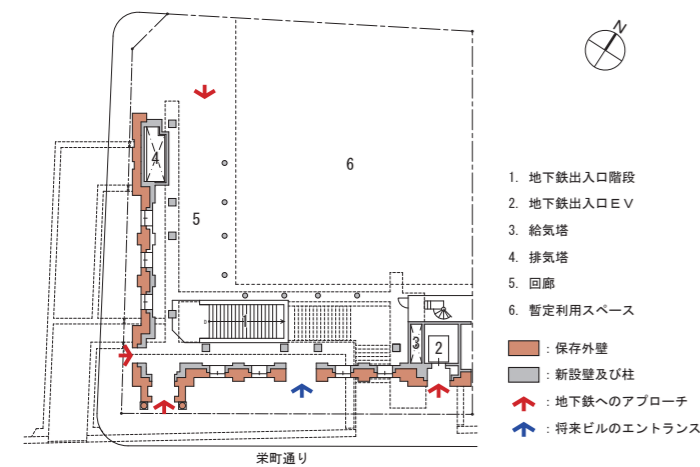 N
4
6
5
1
3
2
栄町通り
1. 地下鉄出入口階段
2. 地下鉄出入口EV
3. 給気塔
4. 排気塔
5. 回廊
6. 暫定利用スペース
：保存外壁
：新設壁及び柱
：地下鉄へのアプローチ
：将来ビルのエントランス